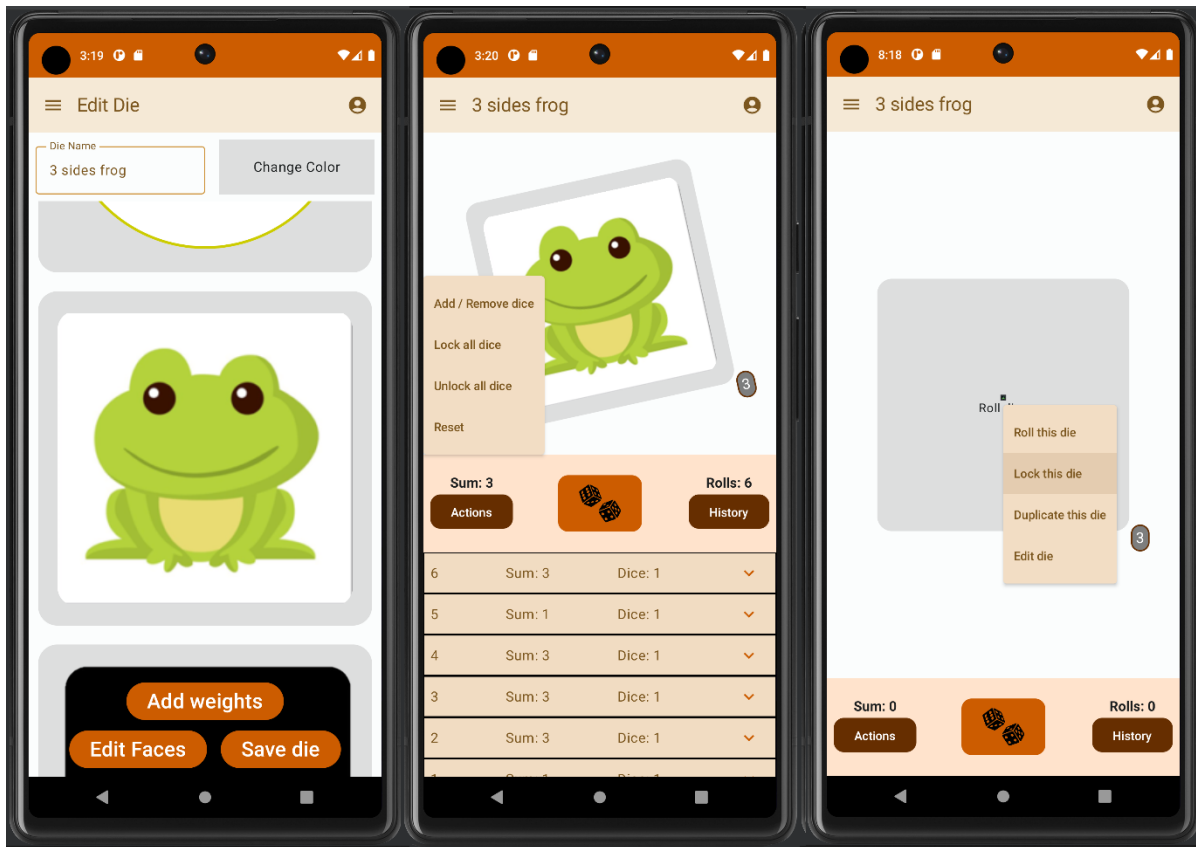 3:19
Edit Die
Die Name
3 sides frog
Change Color
Add weights
Edit Faces
Save die
3:20
3 sides frog
Add / Remove dice
Lock all dice
Unlock all dice
Reset
3
Sum: 3
Rolls: 6
Actions
History
6 Sum: 3 Dice: 1
5 Sum: 1 Dice: 1
4 Sum: 3 Dice: 1
3 Sum: 3 Dice: 1
2 Sum: 3 Dice: 1
8:18
3 sides frog
Roll
Roll this die
Lock this die
Duplicate this die
Edit die
3
Sum: 0
Rolls: 0
Actions
History